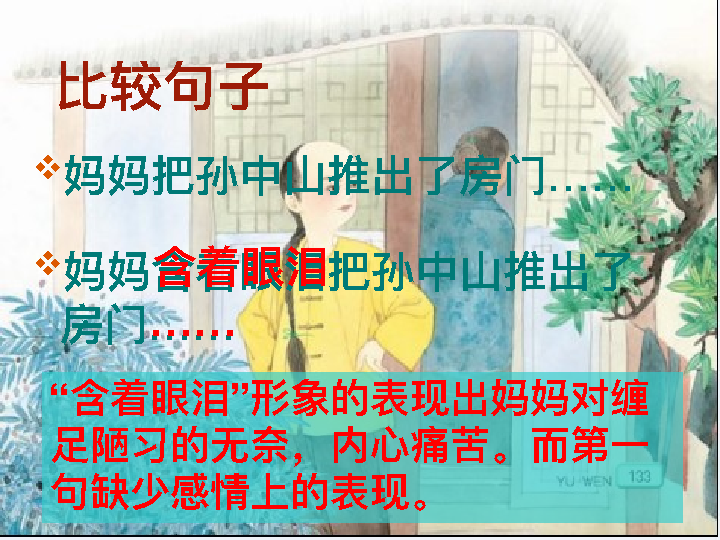 比较句子
妈妈把孙中山推出了房门……
妈妈含着眼泪把孙中山推出了
房门……
“含着眼泪”形象的表现出妈妈对缠
足陋习的无奈，内心痛苦。而第一
句缺少感情上的表现。
YU WEN 133